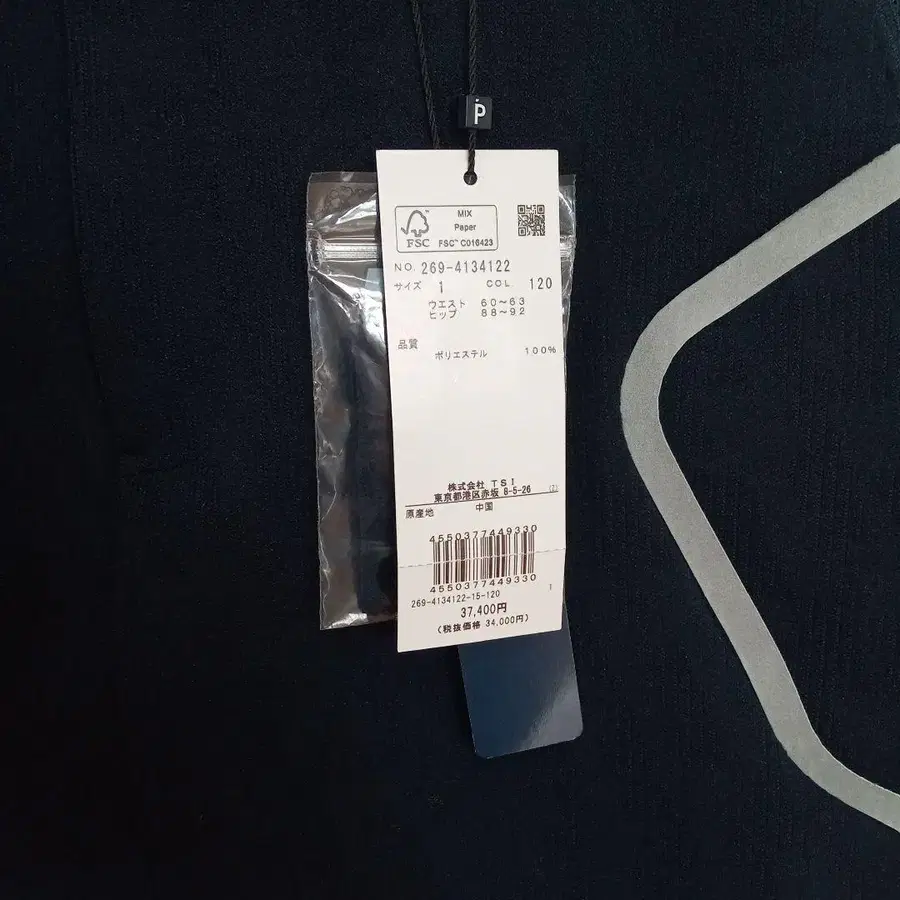 P
MIX
Paper
FSC™ C016423
FSC™
NO. 269-4134122
サイズ 1 COL. 120
ウエスト 60〜63
ヒップ 88〜92
品質
ポリエステル 100%
株式会社 TSI
東京都港区赤坂 8-5-26 (Z)
原産地 中国
4550377449330
4550377449330
269-4134122-15-120 1
37,400円
(税抜価格 34,000円)